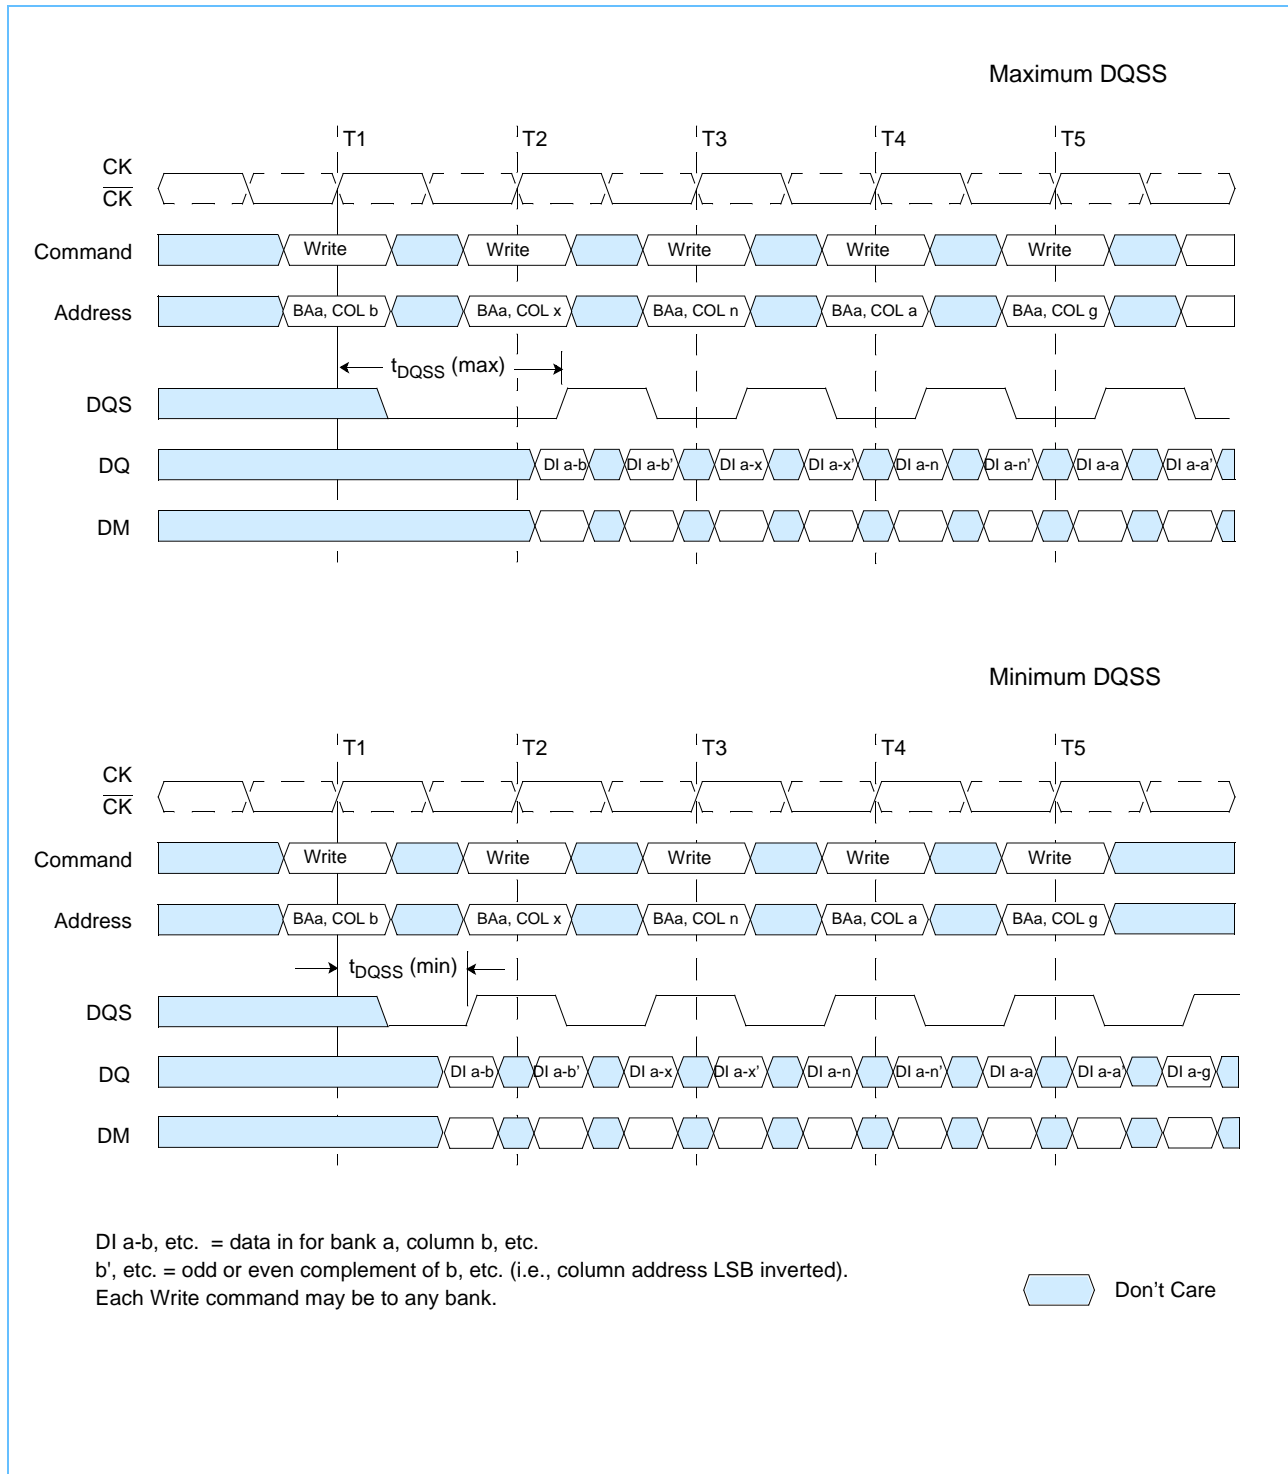 Maximum DQSS
T1 T2 T3 T4 T5
CK
CK
Command Write Write Write Write Write
Address BAa, COL b BAa, COL x BAa, COL n BAa, COL a BAa, COL g
tDQSS (max)
DQS
DQ DI a-b DI a-b' DI a-x DI a-x' DI a-n DI a-n' DI a-a DI a-a'
DM
Minimum DQSS
T1 T2 T3 T4 T5
CK
CK
Command Write Write Write Write Write
Address BAa, COL b BAa, COL x BAa, COL n BAa, COL a BAa, COL g
tDQSS (min)
DQS
DQ DI a-b DI a-b' DI a-x DI a-x' DI a-n DI a-n' DI a-a DI a-a' DI a-g
DM
DI a-b, etc. = data in for bank a, column b, etc.
b', etc. = odd or even complement of b, etc. (i.e., column address LSB inverted).
Each Write command may be to any bank.
Don't Care